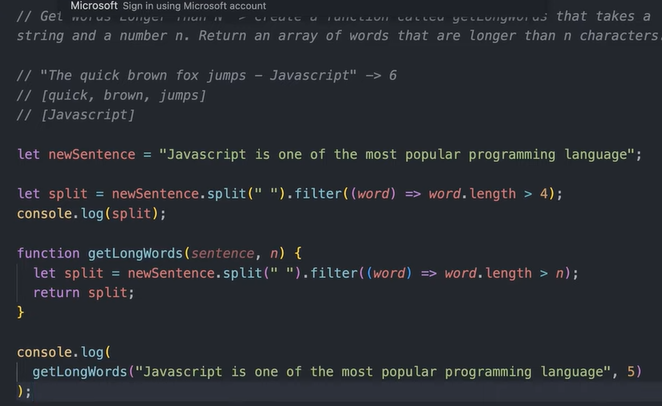 Microsoft Sign in using Microsoft account
// Get Words Longer Than N -> Create a function called getLongWords that takes a
string and a number n. Return an array of words that are longer than n characters.
// "The quick brown fox jumps - Javascript" -> 6
// [quick, brown, jumps]
// [Javascript]
let newSentence = "Javascript is one of the most popular programming language";
let split = newSentence.split(" ").filter((word) => word.length > 4);
console.log(split);
function getLongWords(sentence, n) {
let split = newSentence.split(" ").filter((word) => word.length > n);
return split;
}
console.log(
getLongWords("Javascript is one of the most popular programming language", 5)
);